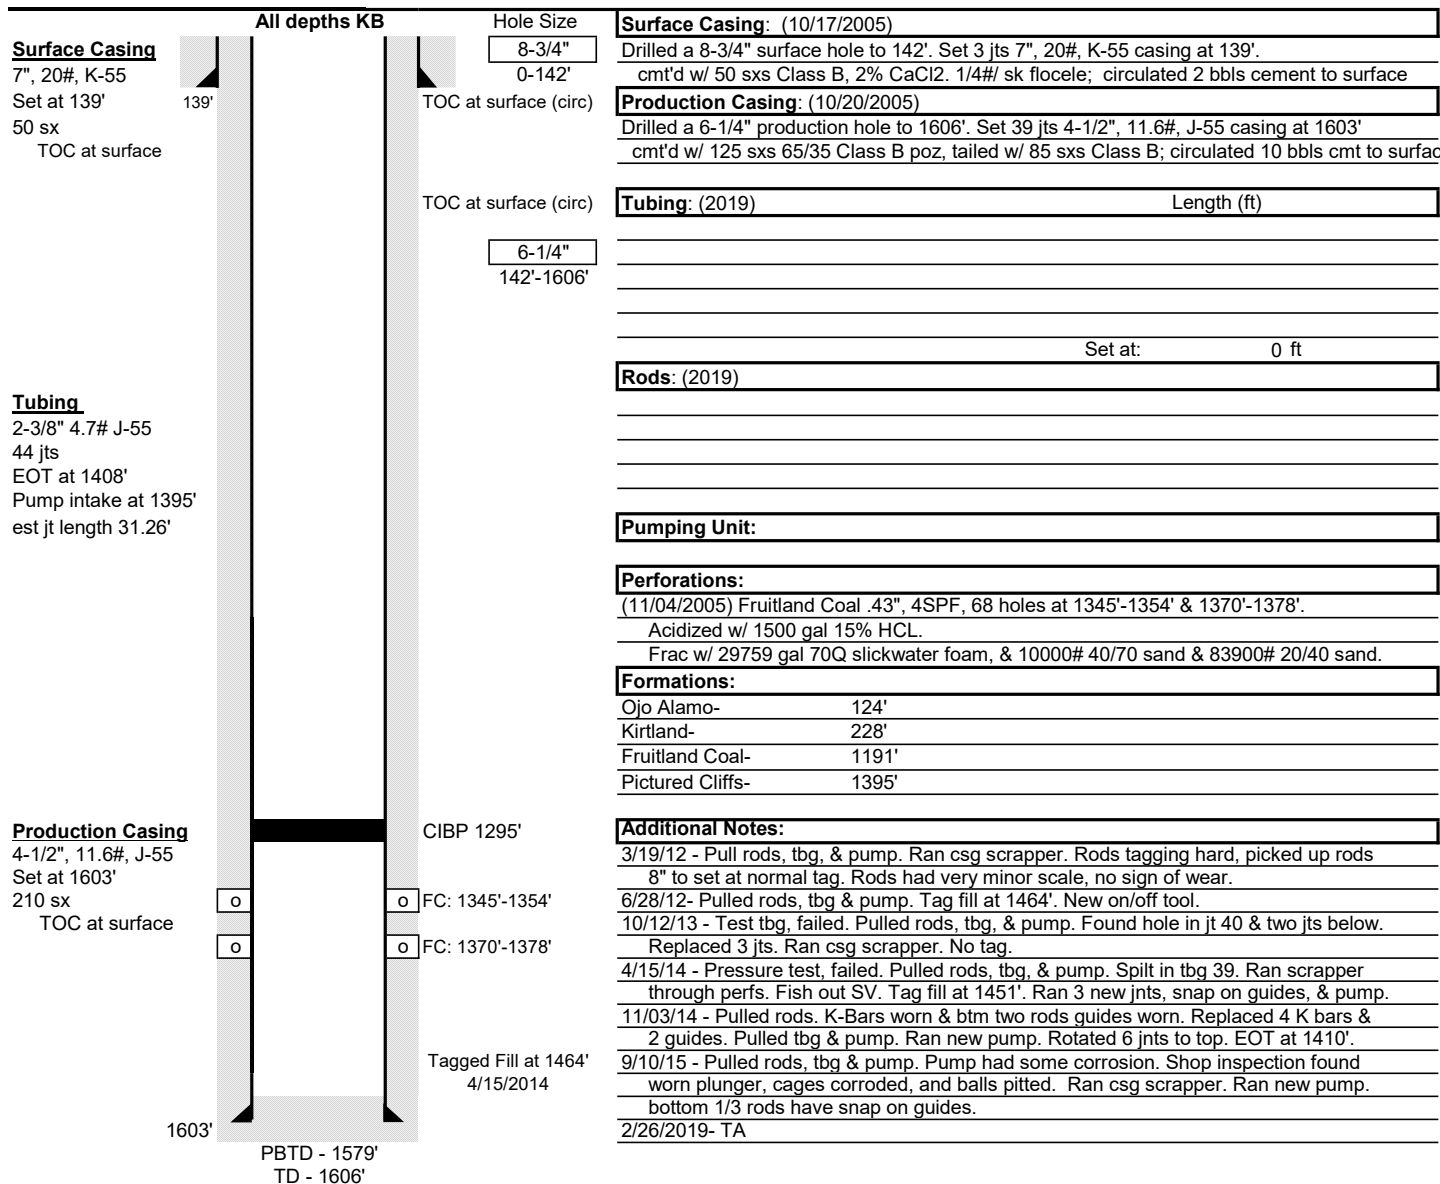 All depths KB
Hole Size
Surface Casing
7", 20#, K-55
Set at 139'
50 sx
TOC at surface
139'
8-3/4"
0-142'
TOC at surface (circ)
TOC at surface (circ)
6-1/4"
142'-1606'
Tubing
2-3/8" 4.7# J-55
44 jts
EOT at 1408'
Pump intake at 1395'
est jt length 31.26'
Production Casing
4-1/2", 11.6#, J-55
Set at 1603'
210 sx
TOC at surface
CIBP 1295'
o o FC: 1345'-1354'
o o FC: 1370'-1378'
Tagged Fill at 1464'
4/15/2014
1603'
PBTD - 1579'
TD - 1606'
Surface Casing: (10/17/2005)
Drilled a 8-3/4" surface hole to 142'. Set 3 jts 7", 20#, K-55 casing at 139'.
cmt'd w/ 50 sxs Class B, 2% CaCl2. 1/4#/ sk flocele; circulated 2 bbls cement to surface
Production Casing: (10/20/2005)
Drilled a 6-1/4" production hole to 1606'. Set 39 jts 4-1/2", 11.6#, J-55 casing at 1603'
cmt'd w/ 125 sxs 65/35 Class B poz, tailed w/ 85 sxs Class B; circulated 10 bbls cmt to surfac
Tubing: (2019) Length (ft)
Set at: 0 ft
Rods: (2019)
Pumping Unit:
Perforations:
(11/04/2005) Fruitland Coal .43", 4SPF, 68 holes at 1345'-1354' & 1370'-1378'.
Acidized w/ 1500 gal 15% HCL.
Frac w/ 29759 gal 70Q slickwater foam, & 10000# 40/70 sand & 83900# 20/40 sand.
Formations:
Ojo Alamo- 124'
Kirtland- 228'
Fruitland Coal- 1191'
Pictured Cliffs- 1395'
Additional Notes:
3/19/12 - Pull rods, tbg, & pump. Ran csg scrapper. Rods tagging hard, picked up rods
8" to set at normal tag. Rods had very minor scale, no sign of wear.
6/28/12- Pulled rods, tbg & pump. Tag fill at 1464'. New on/off tool.
10/12/13 - Test tbg, failed. Pulled rods, tbg, & pump. Found hole in jt 40 & two jts below.
Replaced 3 jts. Ran csg scrapper. No tag.
4/15/14 - Pressure test, failed. Pulled rods, tbg, & pump. Spilt in tbg 39. Ran scrapper
through perfs. Fish out SV. Tag fill at 1451'. Ran 3 new jnts, snap on guides, & pump.
11/03/14 - Pulled rods. K-Bars worn & btm two rods guides worn. Replaced 4 K bars &
2 guides. Pulled tbg & pump. Ran new pump. Rotated 6 jnts to top. EOT at 1410'.
9/10/15 - Pulled rods, tbg & pump. Pump had some corrosion. Shop inspection found
worn plunger, cages corroded, and balls pitted. Ran csg scrapper. Ran new pump.
bottom 1/3 rods have snap on guides.
2/26/2019- TA